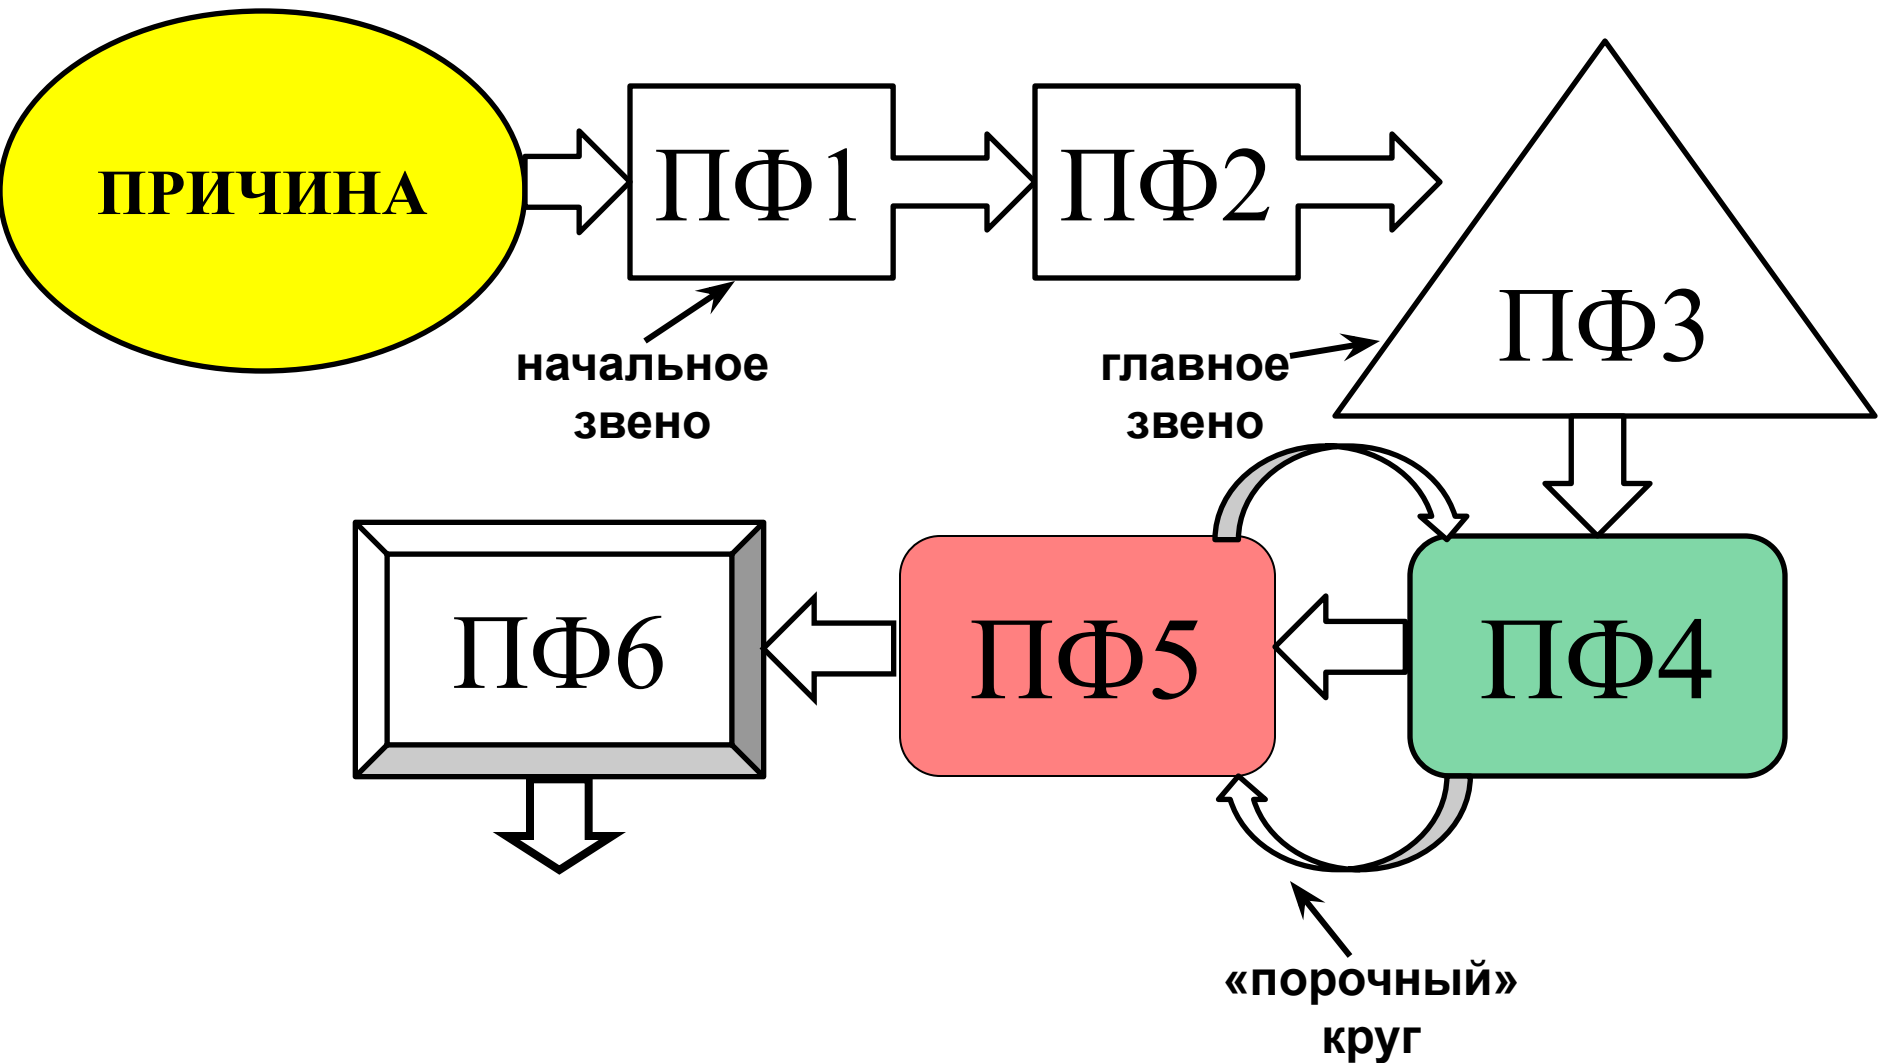 ПРИЧИНА
ПФ1
ПФ2
ПФ3
начальное
звено
главное
звено
ПФ6
ПФ5
ПФ4
«порочный»
круг